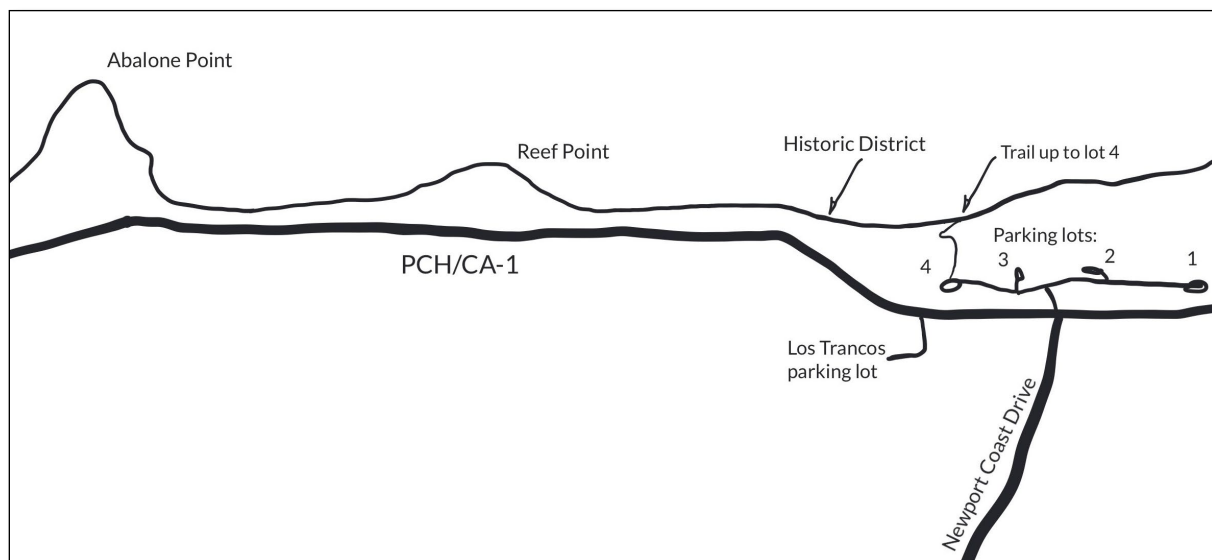 Abalone Point
Reef Point
Historic District
Trail up to lot 4
Parking lots:
4
3
2
1
PCH/CA-1
Los Trancos
parking lot
Newport Coast Drive